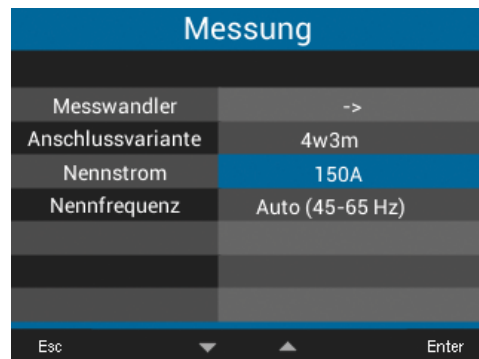 Messung
Messwandler ->
Anschlussvariante 4w3m
Nennstrom 150A
Nennfrequenz Auto (45-65 Hz)
Esc Enter